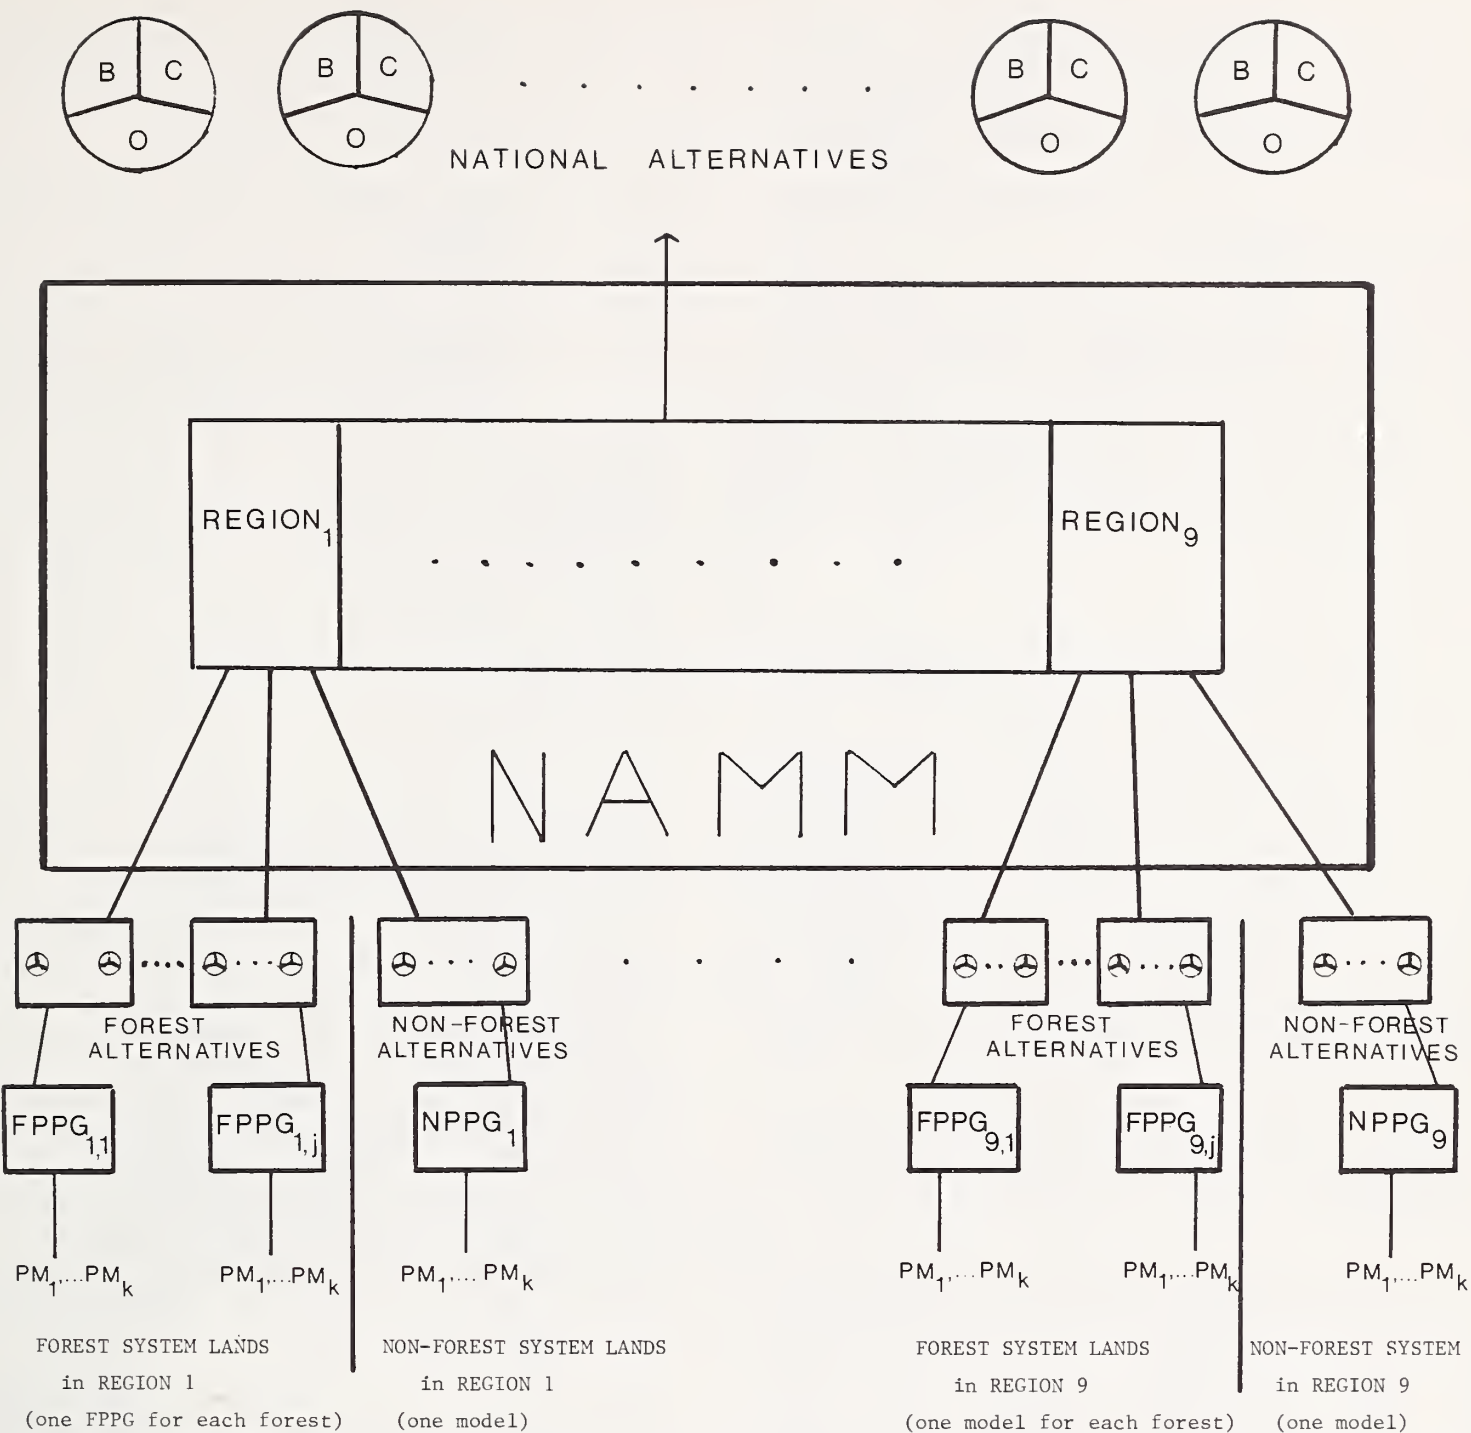 B C B C B C B C
O O O O
NATIONAL ALTERNATIVES
REGION1 REGION9
NAMM
FOREST NON-FOREST FOREST NON-FOREST
ALTERNATIVES ALTERNATIVES ALTERNATIVES ALTERNATIVES
FPPG1,1 FPPG1,j NPPG1 FPPG9,1 FPPG9,j NPPG9
PM1,...PMk PM1,...PMk PM1,...PMk PM1,...PMk PM1,...PMk PM1,...PMk
FOREST SYSTEM LANDS NON-FOREST SYSTEM LANDS FOREST SYSTEM LANDS NON-FOREST SYSTEM
in REGION 1 in REGION 1 in REGION 9 in REGION 9
(one FPPG for each forest) (one model) (one model for each forest) (one model)